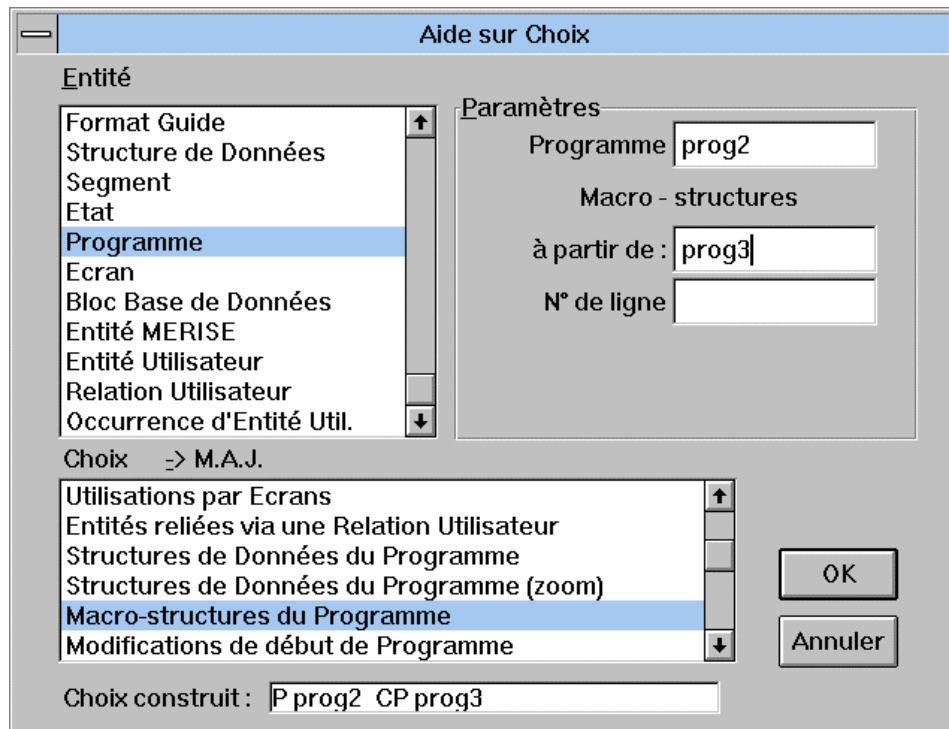 Aide sur Choix
Entité
Format Guide
Structure de Données
Segment
Etat
Programme
Ecran
Bloc Base de Données
Entité MERISE
Entité Utilisateur
Relation Utilisateur
Occurrence d'Entité Util.
Paramètres
Programme prog2
Macro - structures
à partir de : prog3
N° de ligne
Choix -> M.A.J.
Utilisations par Ecrans
Entités reliées via une Relation Utilisateur
Structures de Données du Programme
Structures de Données du Programme (zoom)
Macro-structures du Programme
Modifications de début de Programme
OK
Annuler
Choix construit : P prog2 CP prog3